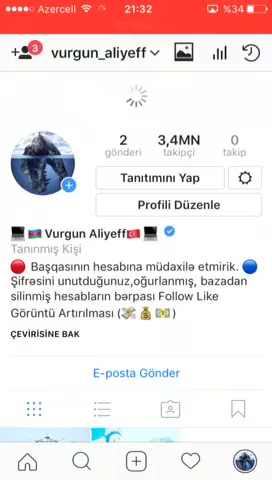 Azercell 21:32 %34
3
vurgun_aliyeff
2 3,4MN 0
gönderi takipçi takip
Tanıtımını Yap
Profili Düzenle
Vurgun Aliyeff
Tanınmış Kişi
Başqasının hesabına müdaxilə etmirik.
Şifrəsini unutduğunuz,oğurlanmış, bazadan
silinmiş hesabların bərpası Follow Like
Görüntü Artırılması ( )
ÇEVİRİSİNE BAK
E-posta Gönder